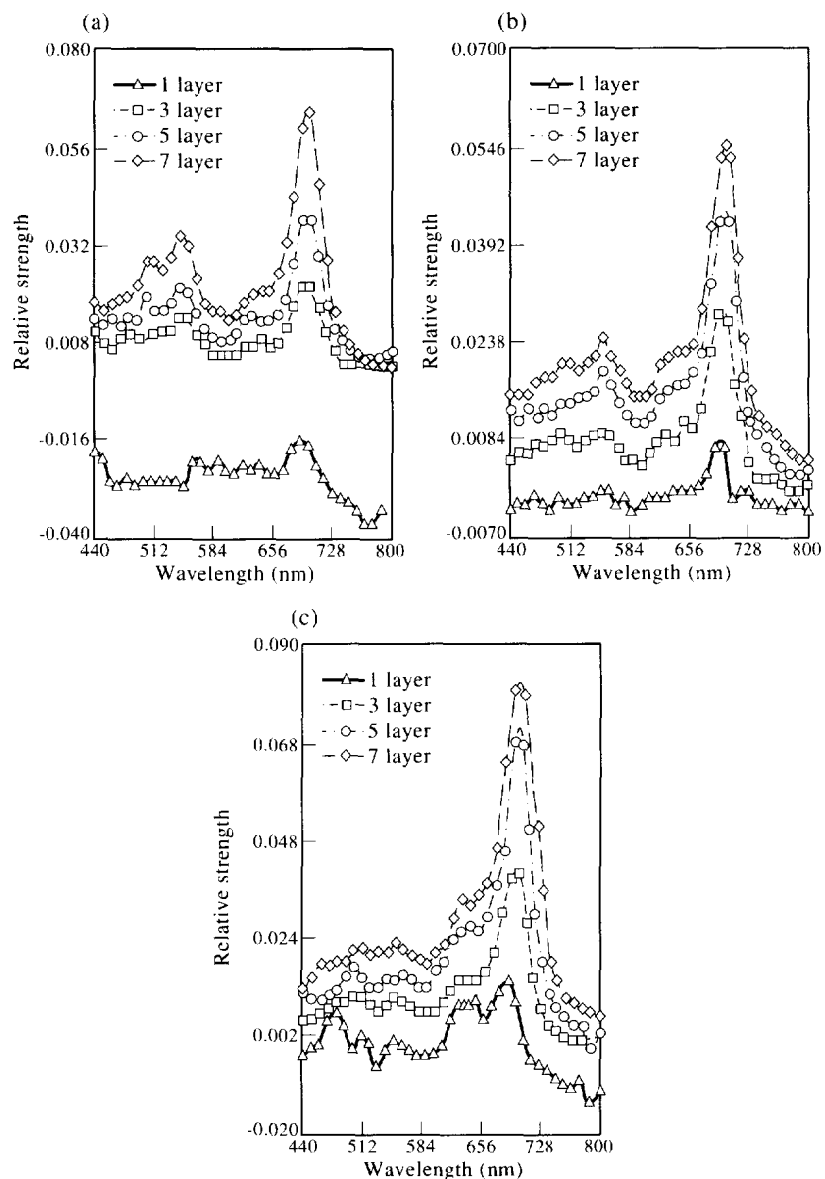 (a)
0.080
0.056
0.032
0.008
-0.016
-0.040
Relative strength
1 layer
3 layer
5 layer
7 layer
440 512 584 656 728 800
Wavelength (nm)
(b)
0.0700
0.0546
0.0392
0.0238
0.0084
-0.0070
Relative strength
1 layer
3 layer
5 layer
7 layer
440 512 584 656 728 800
Wavelength (nm)
(c)
0.090
0.068
0.048
0.024
0.002
-0.020
Relative strength
1 layer
3 layer
5 layer
7 layer
440 512 584 656 728 800
Wavelength (nm)